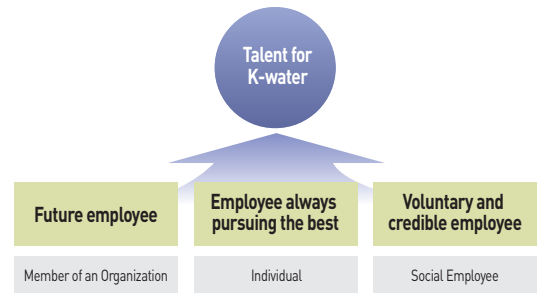 Talent for
K-water
Future employee
Employee always
pursuing the best
Voluntary and
credible employee
Member of an Organization
Individual
Social Employee